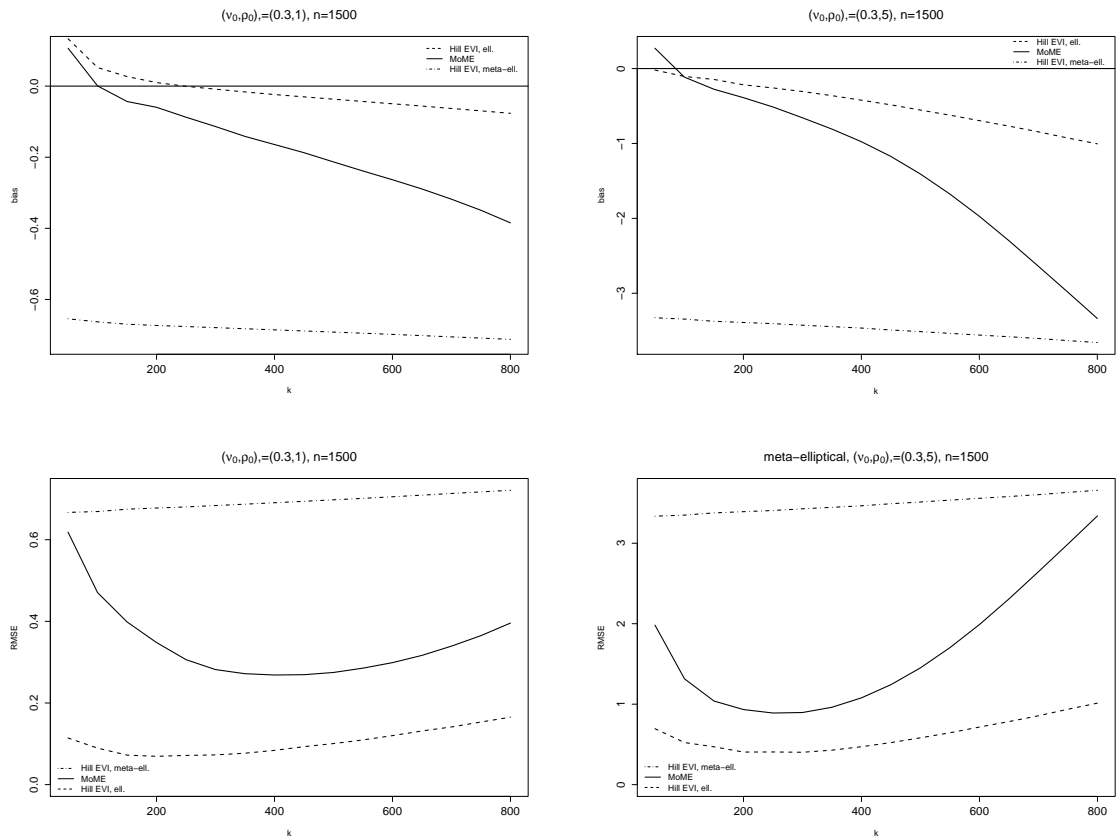 (ν₀,ρ₀),=(0.3,1), n=1500
bias
0.0
−0.2
−0.4
−0.6
Hill EVI, ell.
MoME
Hill EVI, meta−ell.
200
400
600
800
k
(ν₀,ρ₀),=(0.3,5), n=1500
bias
0
−1
−2
−3
Hill EVI, ell.
MoME
Hill EVI, meta−ell.
200
400
600
800
k
(ν₀,ρ₀),=(0.3,1), n=1500
RMSE
0.6
0.4
0.2
0.0
Hill EVI, meta−ell.
MoME
Hill EVI, ell.
200
400
600
800
k
meta−elliptical, (ν₀,ρ₀),=(0.3,5), n=1500
RMSE
3
2
1
0
Hill EVI, meta−ell.
MoME
Hill EVI, ell.
200
400
600
800
k